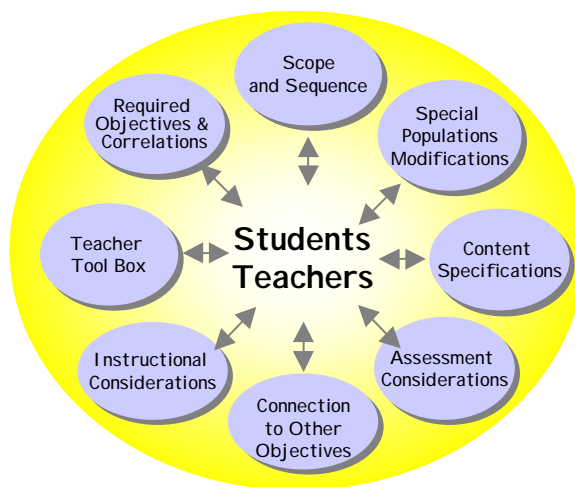 Scope
and Sequence
Required
Objectives &
Correlations
Special
Populations
Modifications
Teacher
Tool Box
Students
Teachers
Content
Specifications
Instructional
Considerations
Assessment
Considerations
Connection
to Other
Objectives